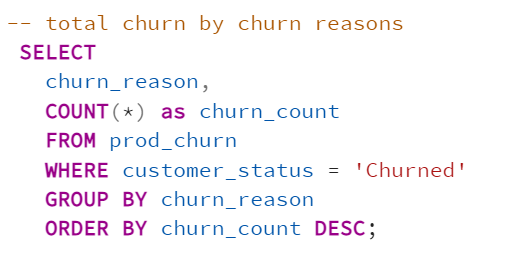 -- total churn by churn reasons
SELECT
churn_reason,
COUNT(*) as churn_count
FROM prod_churn
WHERE customer_status = 'Churned'
GROUP BY churn_reason
ORDER BY churn_count DESC;